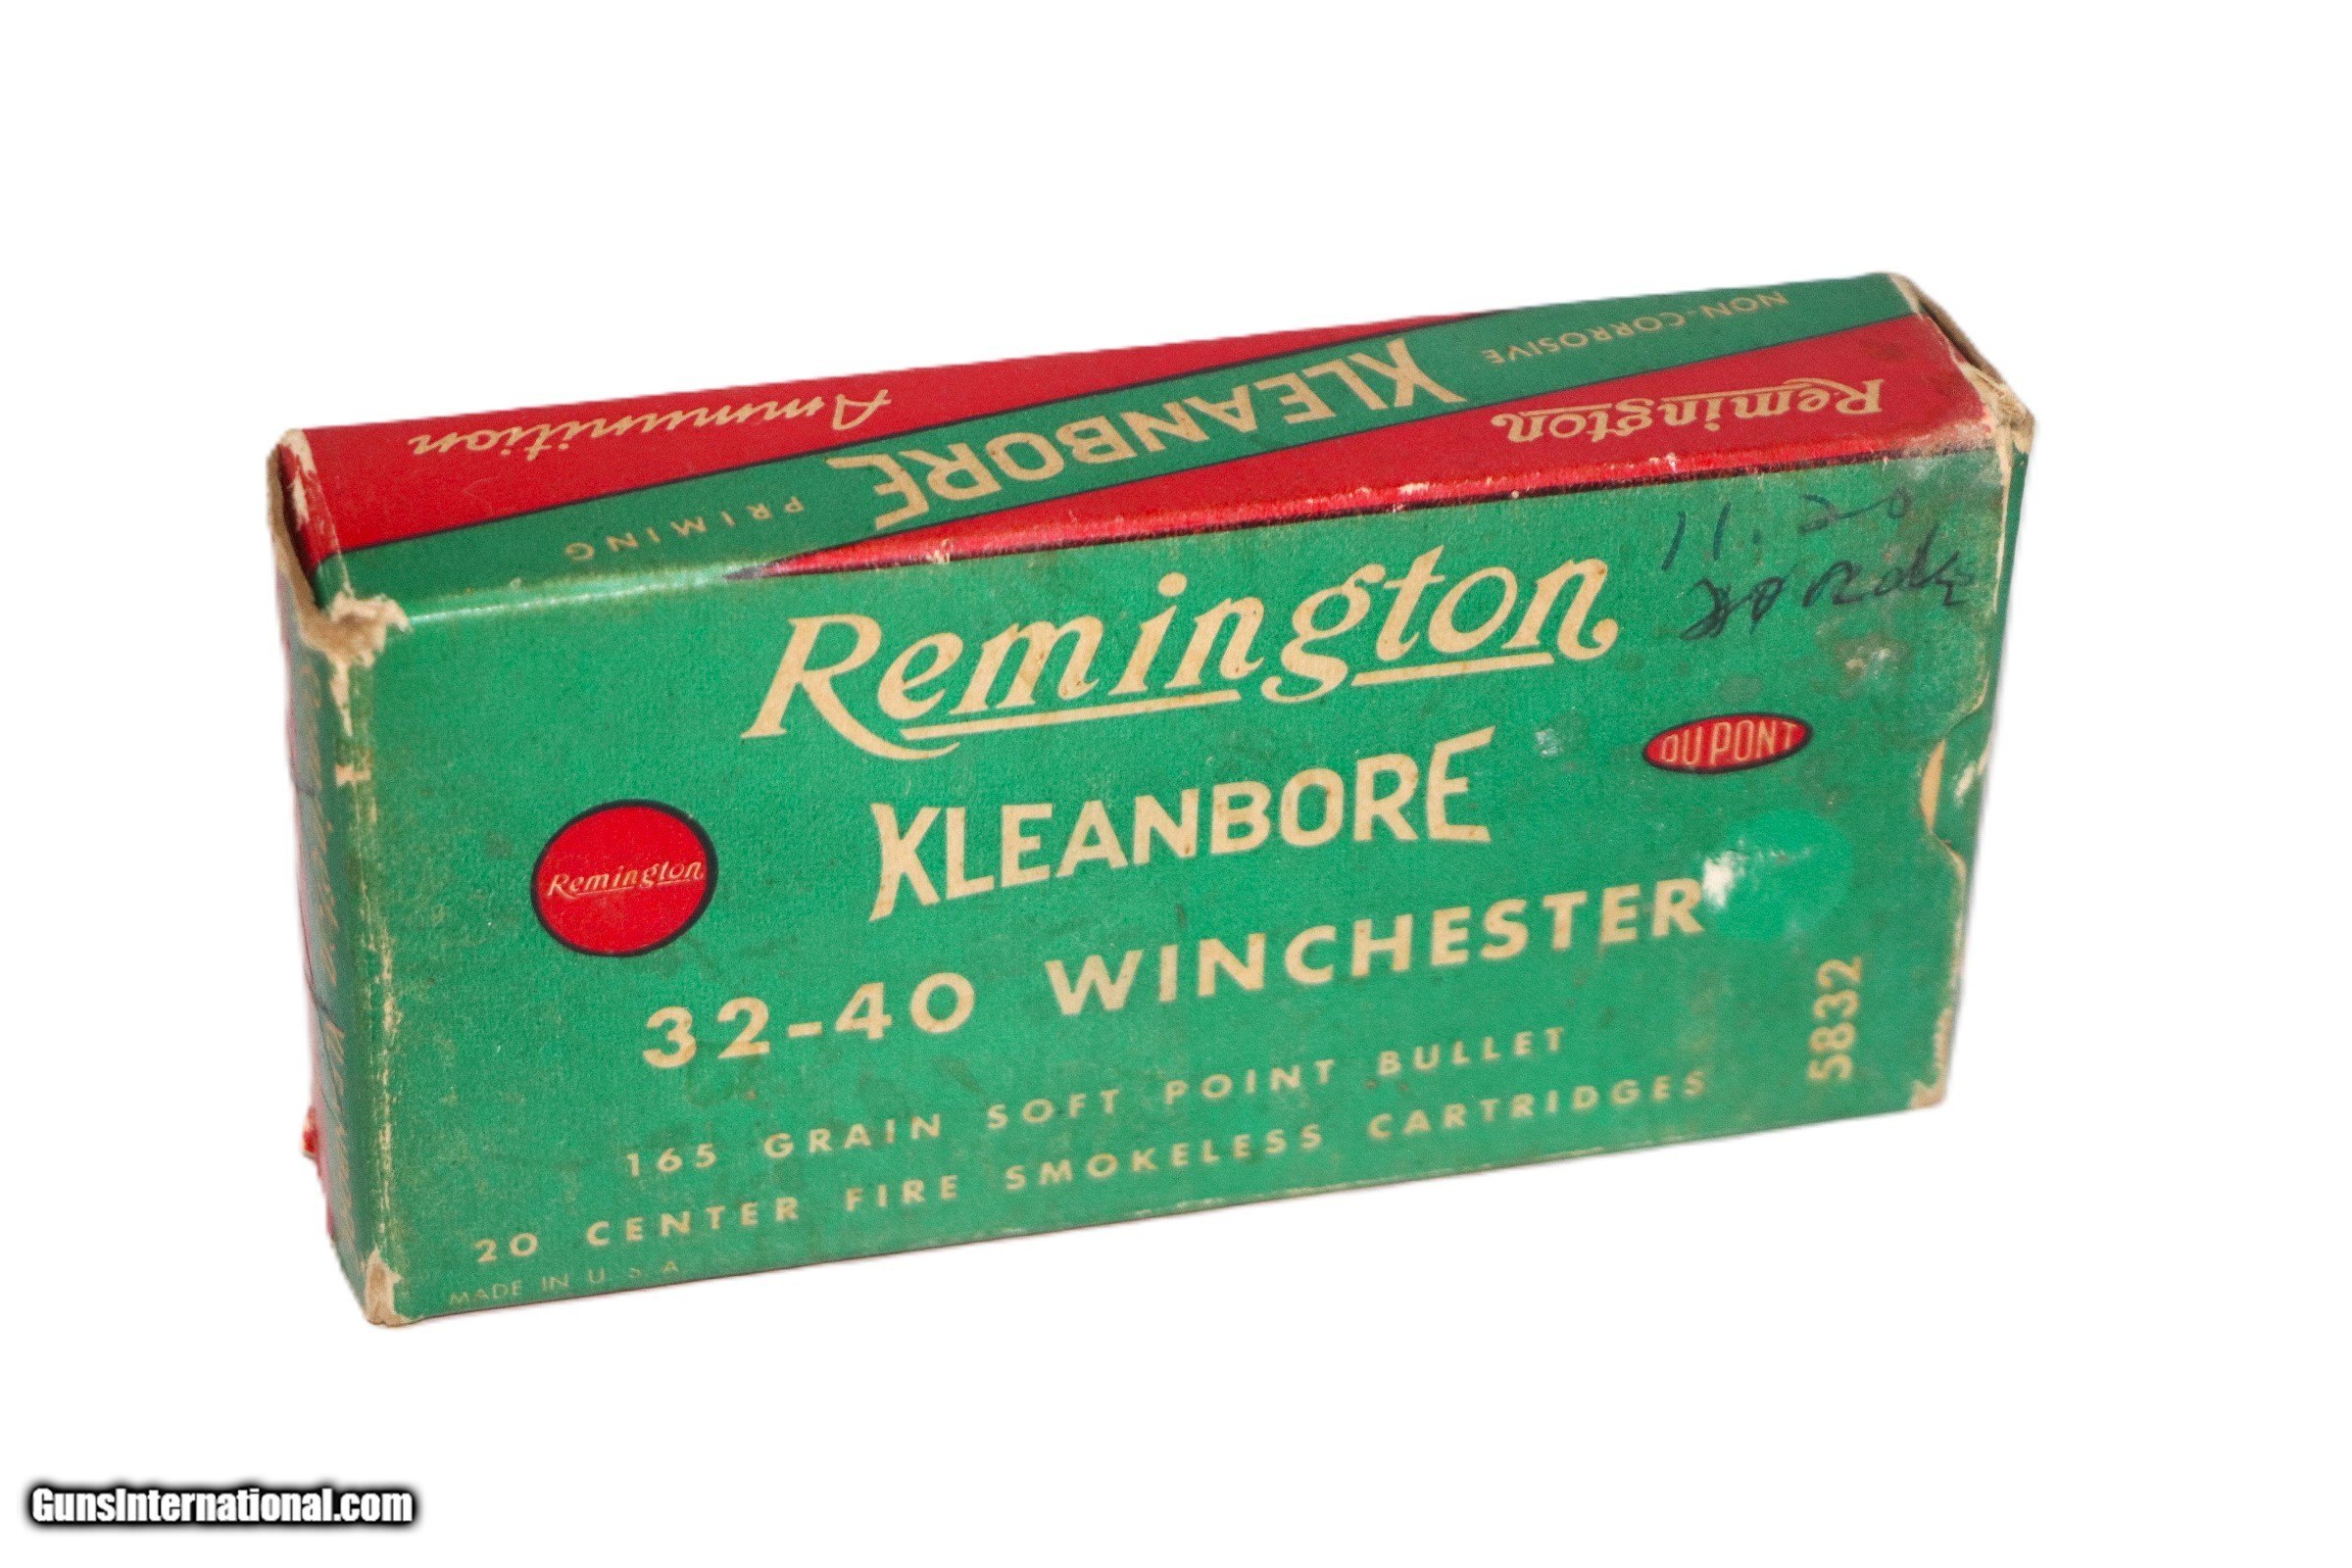 NON-CORROSIVE
KLEANBORE
PRIMING
Remington
Ammunition
11.20
Remington
DU PONT
KLEANBORE
Remington
32-40 WINCHESTER
5832
165 GRAIN SOFT POINT BULLET
20 CENTER FIRE SMOKELESS CARTRIDGES
MADE IN U.S.A
GunsInternational.com